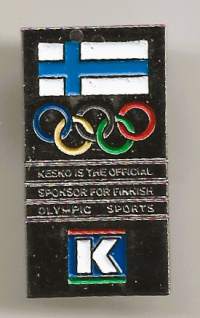 KESKO IS THE OFFICIAL
SPONSOR FOR FINNISH
OLYMPIC SPORTS
K